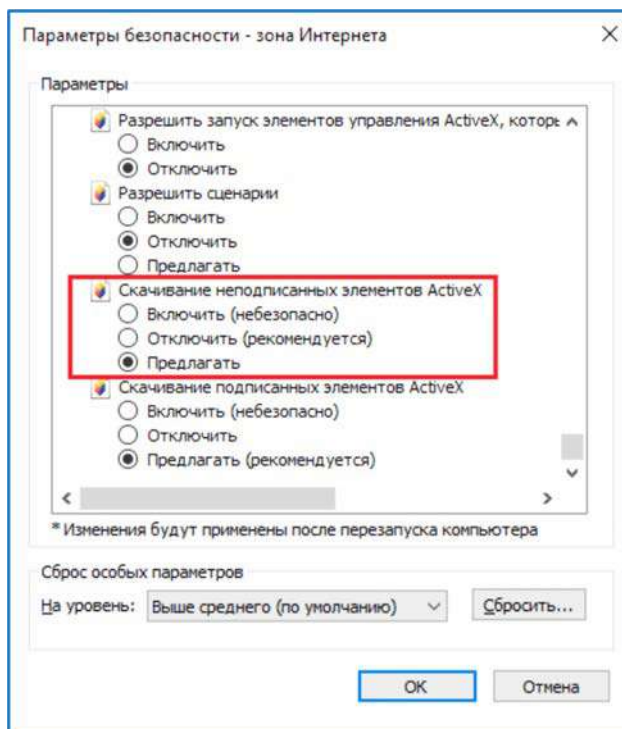 Параметры безопасности - зона Интернета
Параметры
Разрешить запуск элементов управления ActiveX, которь
Включить
Отключить
Разрешить сценарии
Включить
Отключить
Предлагать
Скачивание неподписанных элементов ActiveX
Включить (небезопасно)
Отключить (рекомендуется)
Предлагать
Скачивание подписанных элементов ActiveX
Включить (небезопасно)
Отключить
Предлагать (рекомендуется)
* Изменения будут применены после перезапуска компьютера
Сброс особых параметров
На уровень: Выше среднего (по умолчанию) Сбросить...
ОК Отмена